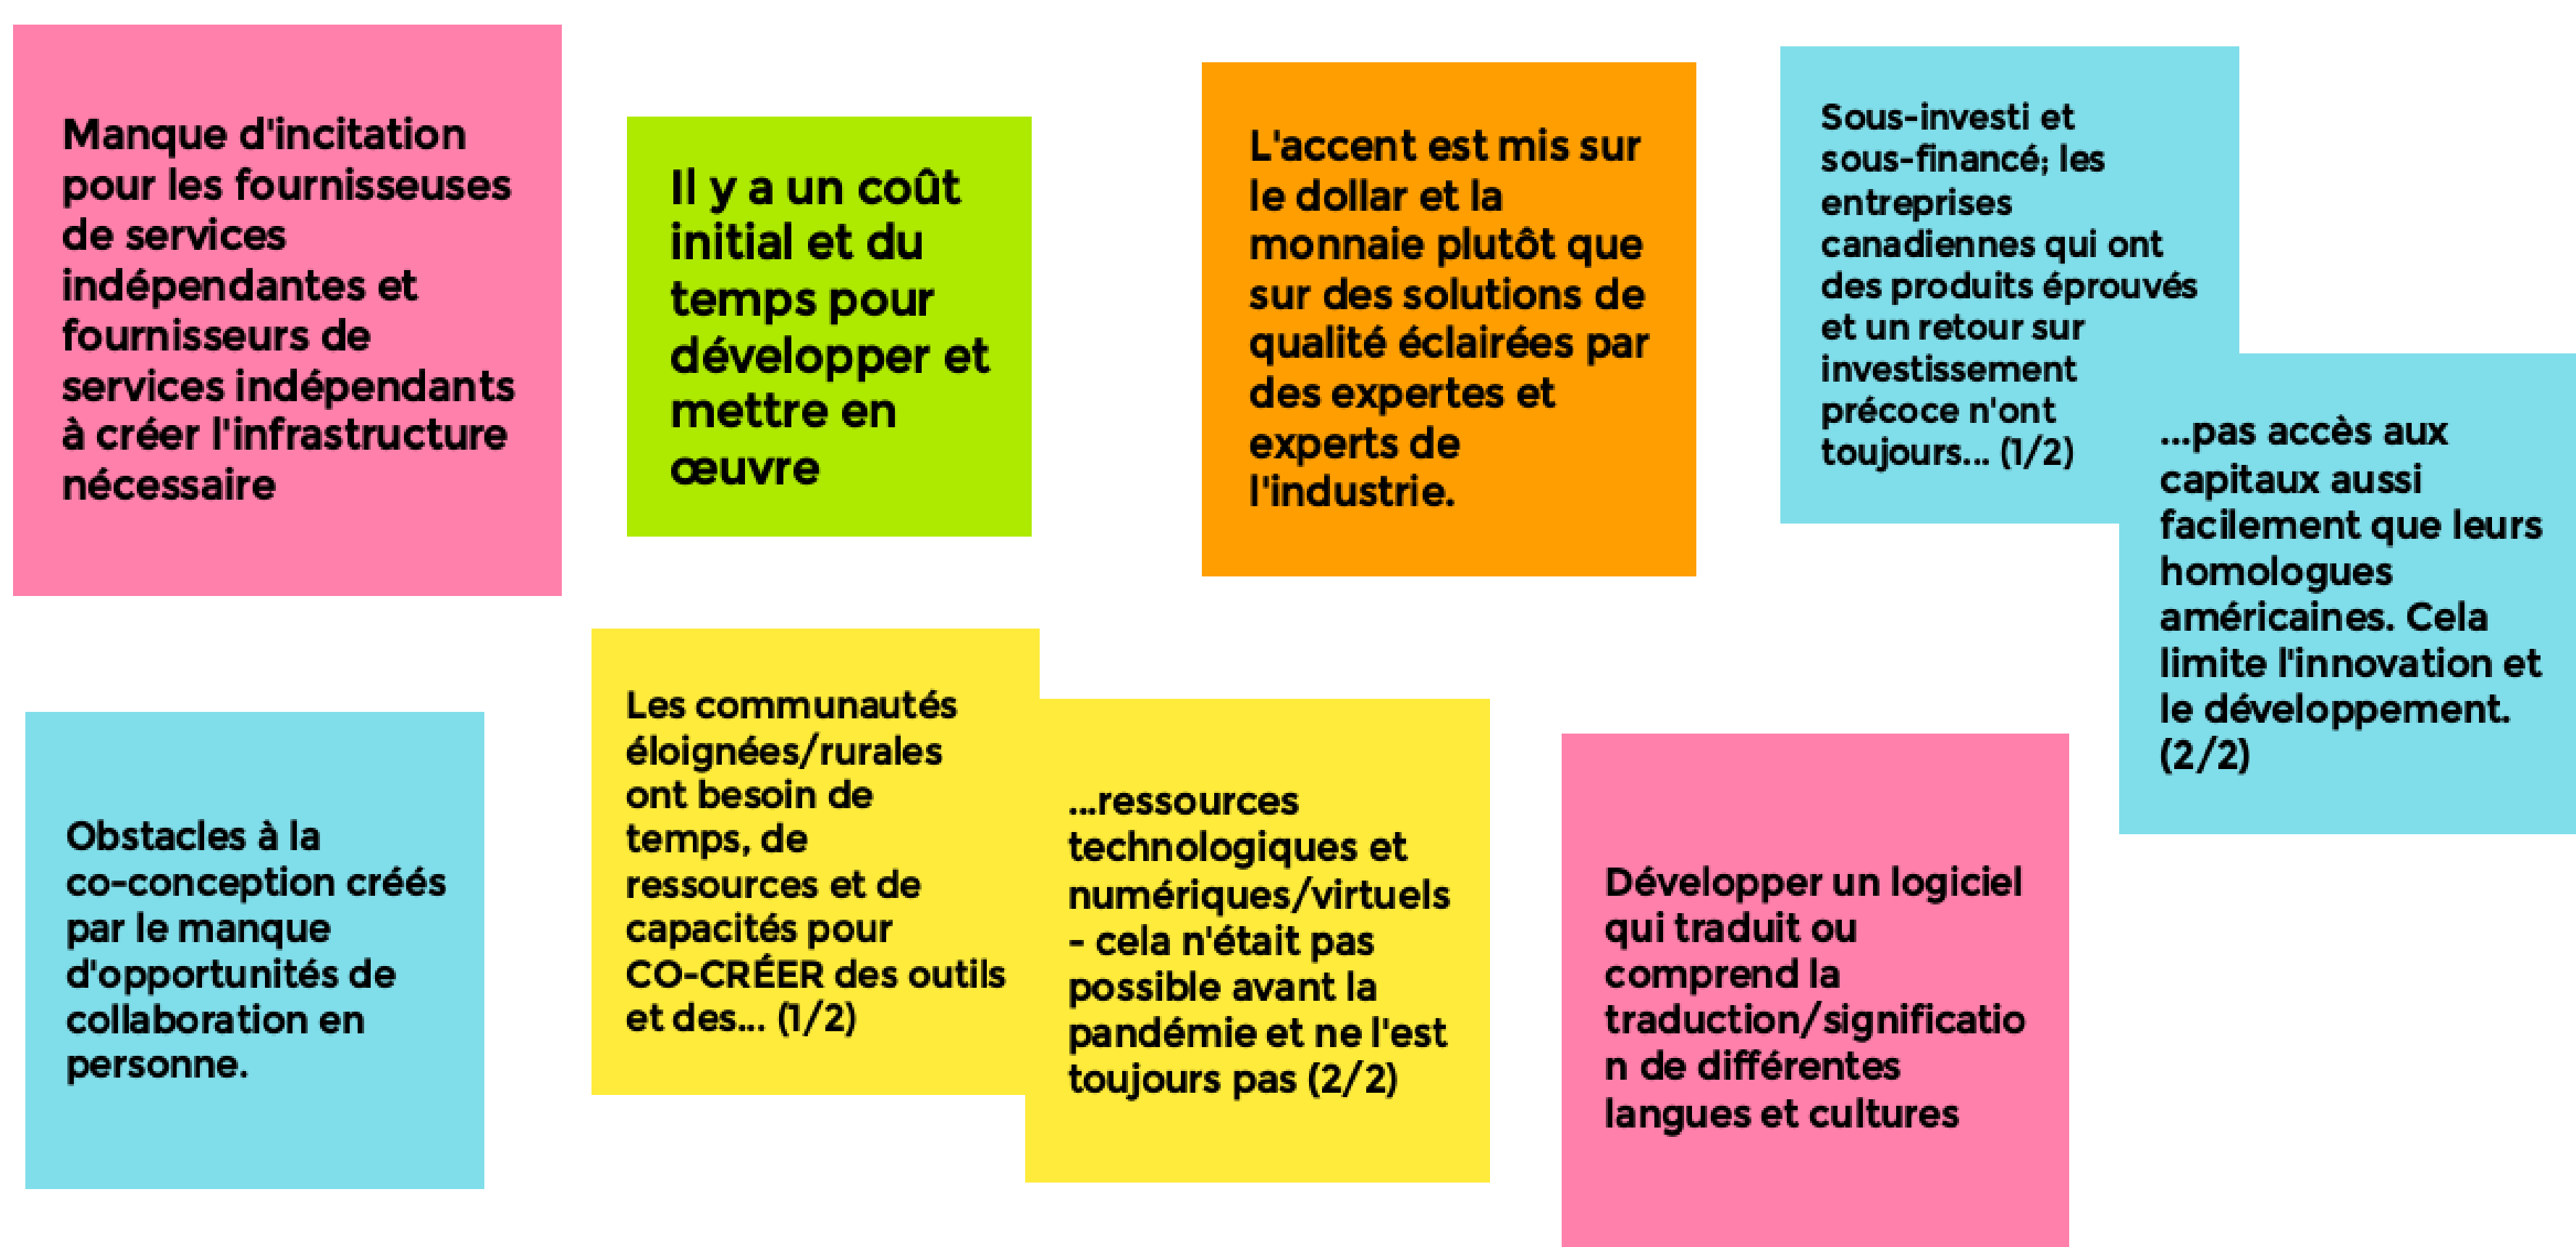 Manque d'incitation
pour les fournisseuses
de services
indépendantes et
fournisseurs de
services indépendants
à créer l'infrastructure
nécessaire
Il y a un coût
initial et du
temps pour
développer et
mettre en
œuvre
L'accent est mis sur
le dollar et la
monnaie plutôt que
sur des solutions de
qualité éclairées par
des expertes et
experts de
l'industrie.
Sous-investi et
sous-financé; les
entreprises
canadiennes qui ont
des produits éprouvés
et un retour sur
investissement
précoce n'ont
toujours... (1/2)
...pas accès aux
capitaux aussi
facilement que leurs
homologues
américaines. Cela
limite l'innovation et
le développement.
(2/2)
Obstacles à la
co-conception créés
par le manque
d'opportunités de
collaboration en
personne.
Les communautés
éloignées/rurales
ont besoin de
temps, de
ressources et de
capacités pour
CO-CRÉER des outils
et des... (1/2)
...ressources
technologiques et
numériques/virtuels
- cela n'était pas
possible avant la
pandémie et ne l'est
toujours pas (2/2)
Développer un logiciel
qui traduit ou
comprend la
traduction/significatio
n de différentes
langues et cultures